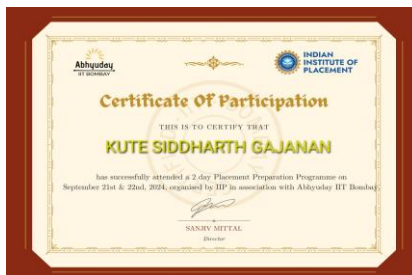 Abhyuday
IIT BOMBAY
INDIAN
INSTITUTE OF
PLACEMENT
Certificate Of Participation
THIS IS TO CERTIFY THAT
KUTE SIDDHARTH GAJANAN
has successfully attended a 2 day Placement Preparation Programme on
September 21st & 22nd, 2024, organised by IIP in association with Abhyuday IIT Bombay.
SANJIV MITTAL
Director